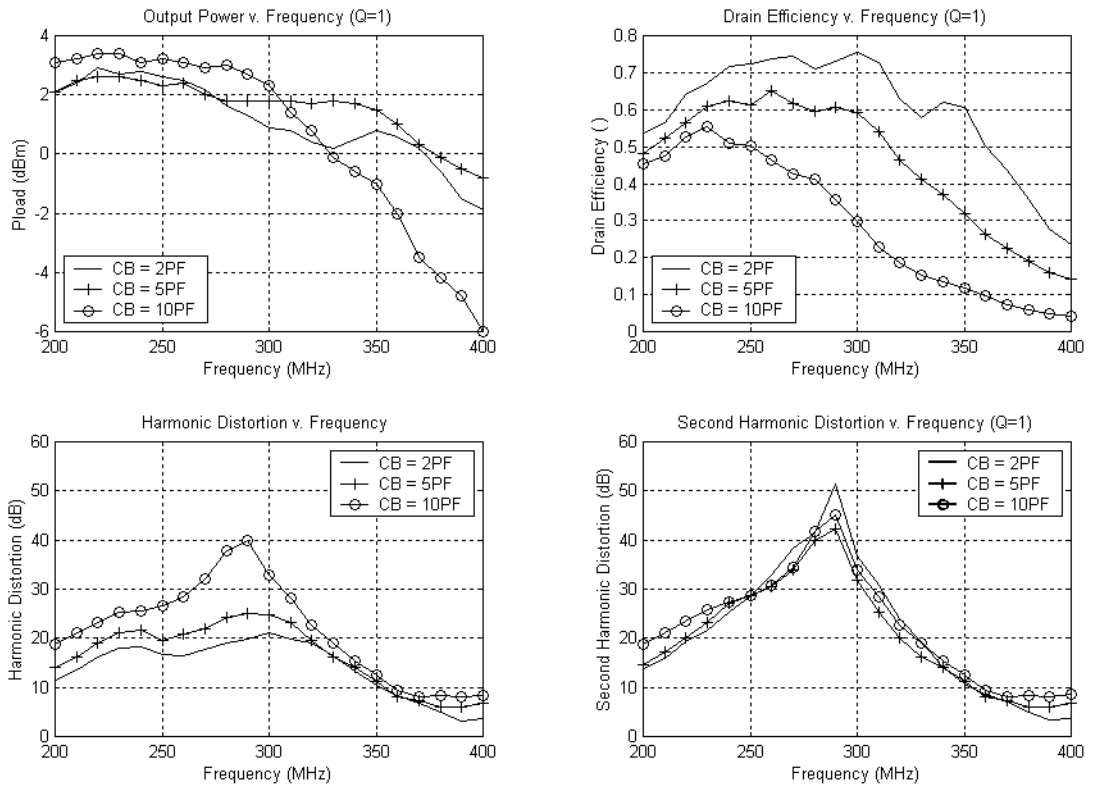 Output Power v. Frequency (Q=1)
4
2
0
-2
-4
-6
Pload (dBm)
CB = 2PF
CB = 5PF
CB = 10PF
200
250
300
350
400
Frequency (MHz)
Drain Efficiency v. Frequency (Q=1)
0.8
0.7
0.6
0.5
0.4
0.3
0.2
0.1
0
Drain Efficiency ( )
CB = 2PF
CB = 5PF
CB = 10PF
200
250
300
350
400
Frequency (MHz)
Harmonic Distortion v. Frequency
60
50
40
30
20
10
0
Harmonic Distortion (dB)
CB = 2PF
CB = 5PF
CB = 10PF
200
250
300
350
400
Frequency (MHz)
Second Harmonic Distortion v. Frequency (Q=1)
60
50
40
30
20
10
0
Second Harmonic Distortion (dB)
CB = 2PF
CB = 5PF
CB = 10PF
200
250
300
350
400
Frequency (MHz)